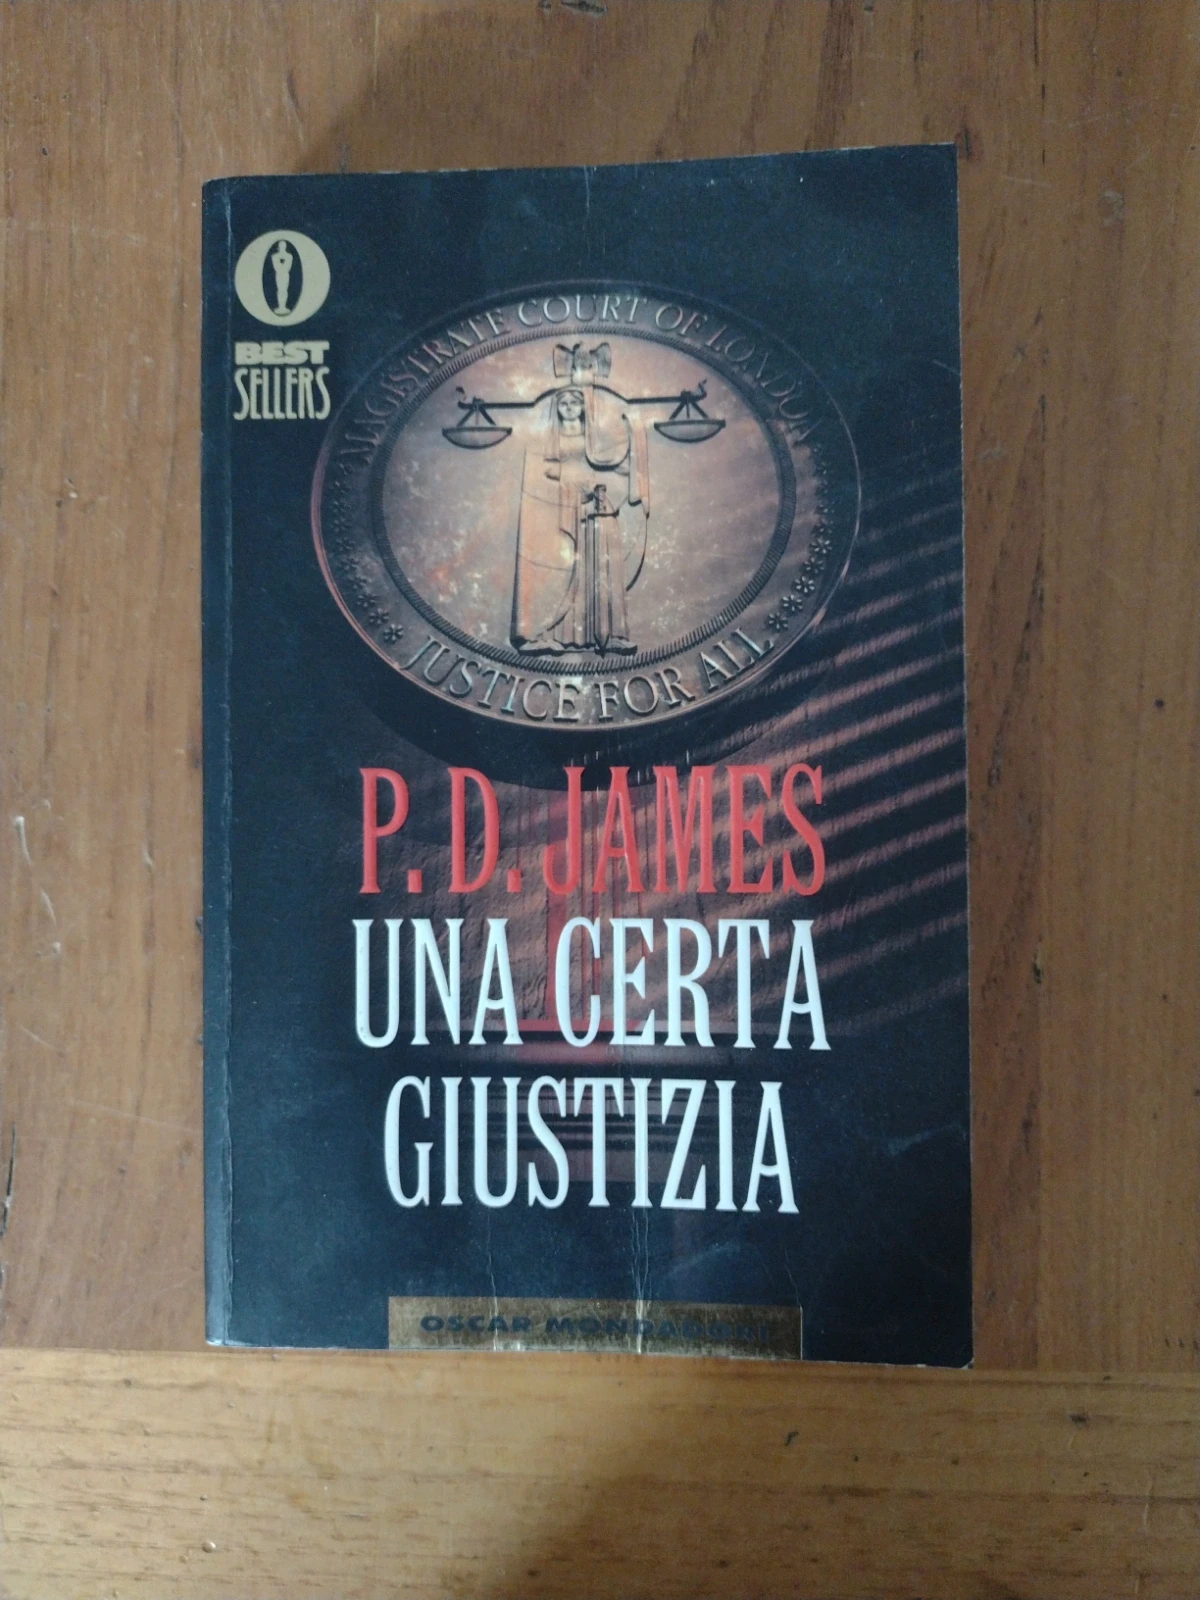 BEST
SELLERS
MAGISTRATE COURT OF LONDON
JUSTICE FOR ALL
P. D. JAMES
UNA CERTA
GIUSTIZIA
OSCAR MONDADORI